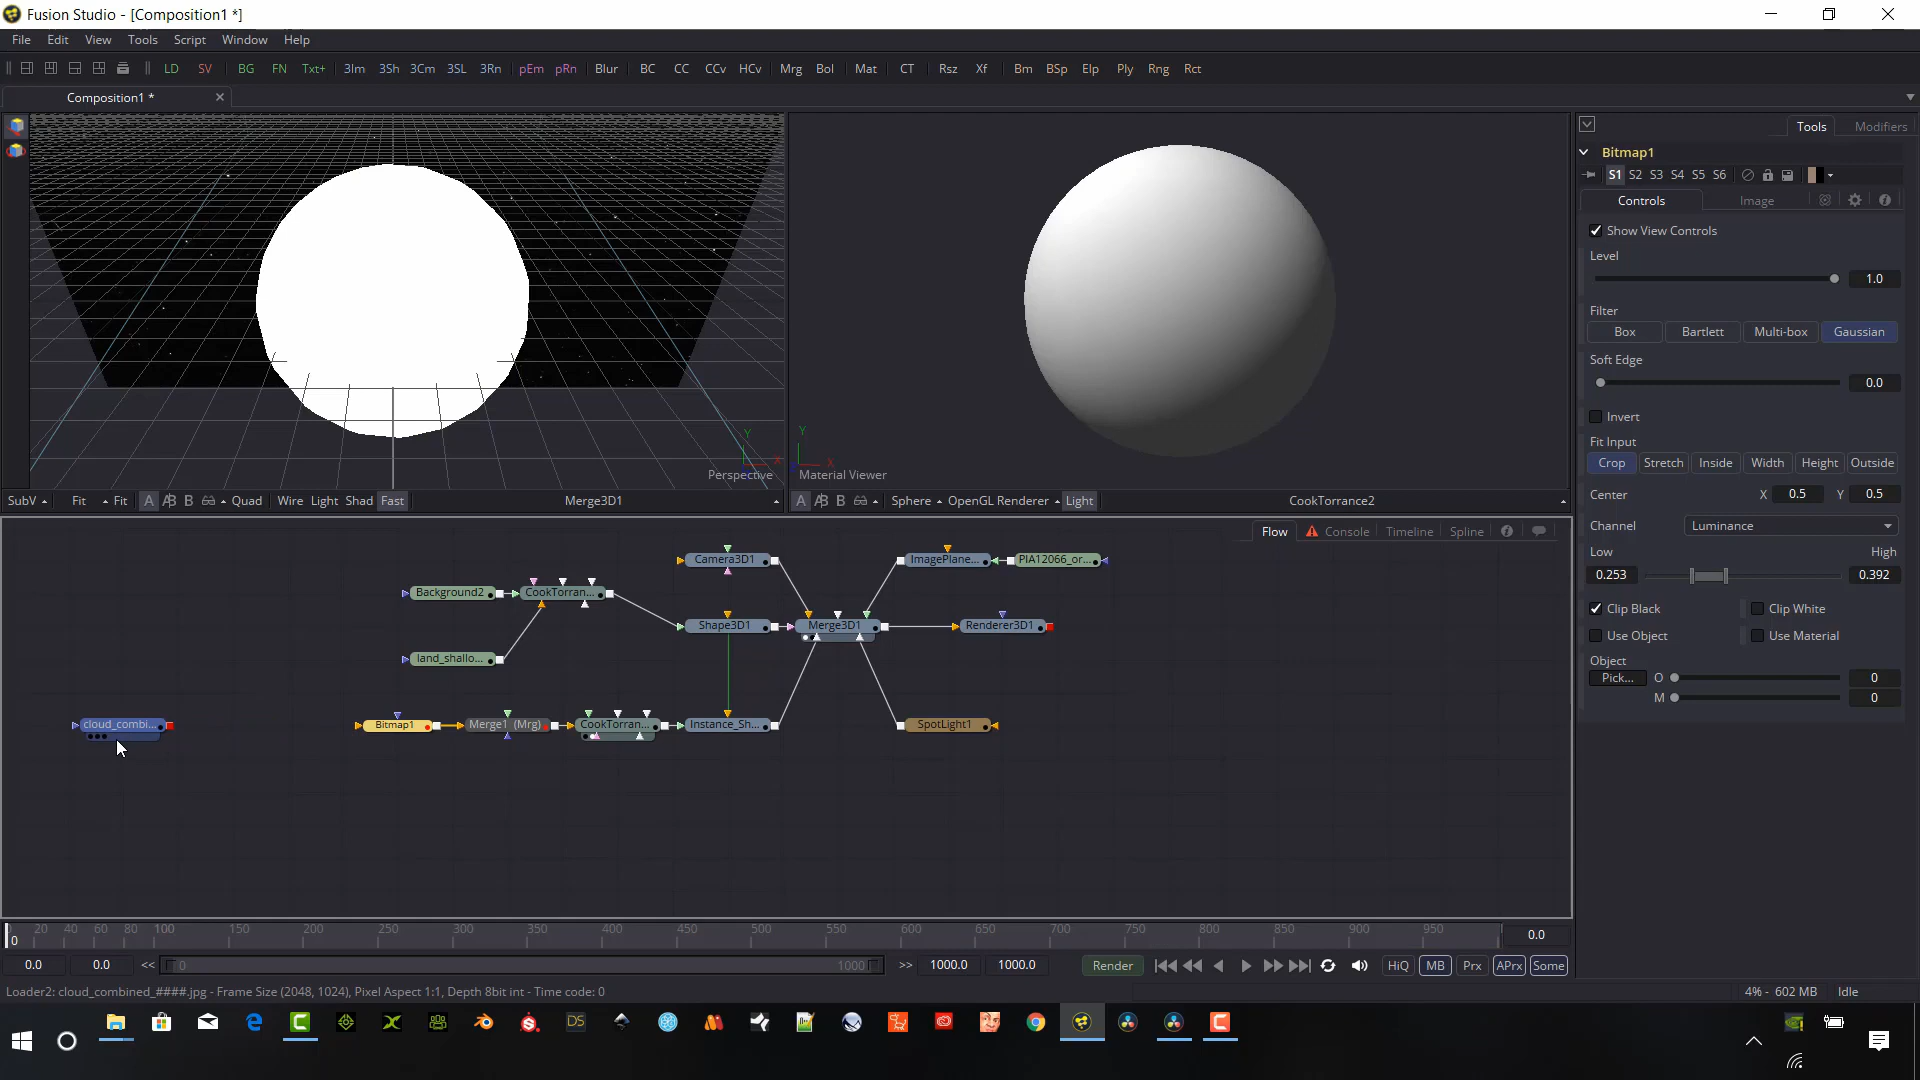 Fusion Studio - [Composition1 *]
File Edit View Tools Script Window Help
LD SV BG FN Txt+ 3Im 3Sh 3Cm 3SL 3Rn pEm pRn Blur BC CC CCv HCv Mrg Bol Mat CT Rsz Xf Bm BSp Elp Ply Rng Rct
Composition1 *
Tools Modifiers
Bitmap1
S1 S2 S3 S4 S5 S6
Controls Image
Show View Controls
Level
1.0
Filter
Box Bartlett Multi-box Gaussian
Soft Edge
0.0
Invert
Fit Input
Crop Stretch Inside Width Height Outside
Center X 0.5 Y 0.5
Channel Luminance
Low High
0.253 0.392
Clip Black Clip White
Use Object Use Material
Object
Pick... O 0
M 0
Y X Perspective
Y X Material Viewer
SubV Fit Fit A A|B B Quad Wire Light Shad Fast Merge3D1
A A|B B Sphere OpenGL Renderer Light CookTorrance2
Flow Console Timeline Spline
Camera3D1 ImagePlane... PIA12066_or...
Background2 CookTorran...
Shape3D1 Merge3D1 Renderer3D1
land_shallo...
cloud_combi... Bitmap1 Merge1 (Mrg) CookTorran... Instance_Sh... SpotLight1
0 20 40 60 80 100 150 200 250 300 350 400 450 500 550 600 650 700 750 800 850 900 950 0.0
0.0 0.0 << 0 1000 >> 1000.0 1000.0 Render HiQ MB Prx APrx Some
Loader2: cloud_combined_####.jpg - Frame Size (2048, 1024), Pixel Aspect 1:1, Depth 8bit int - Time code: 0 4% - 602 MB Idle
DS